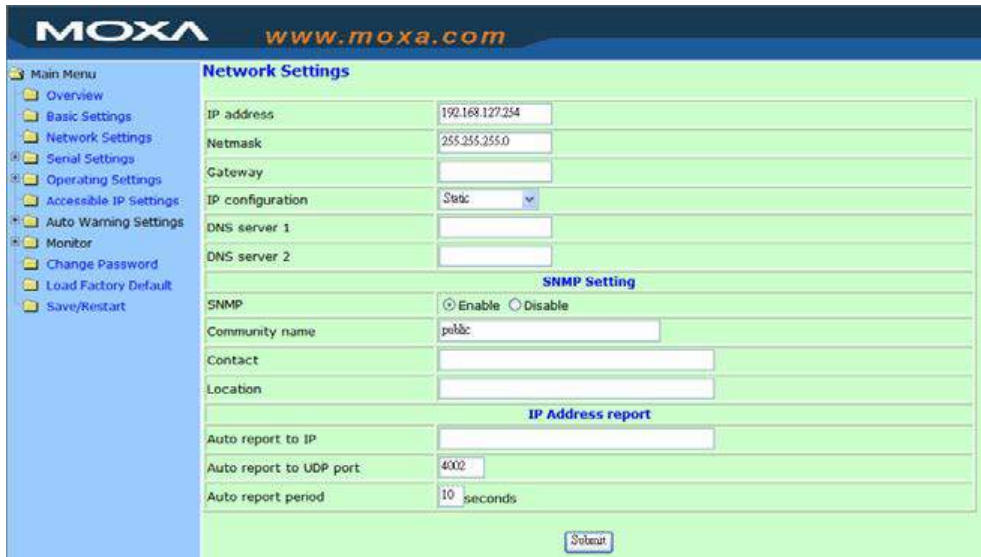 MOXA www.moxa.com
Main Menu
Overview
Basic Settings
Network Settings
Serial Settings
Operating Settings
Accessible IP Settings
Auto Warning Settings
Monitor
Change Password
Load Factory Default
Save/Restart
Network Settings
IP address 192.168.127.254
Netmask 255.255.255.0
Gateway
IP configuration Static
DNS server 1
DNS server 2
SNMP Setting
SNMP Enable Disable
Community name public
Contact
Location
IP Address report
Auto report to IP
Auto report to UDP port 4002
Auto report period 10 seconds
Submit